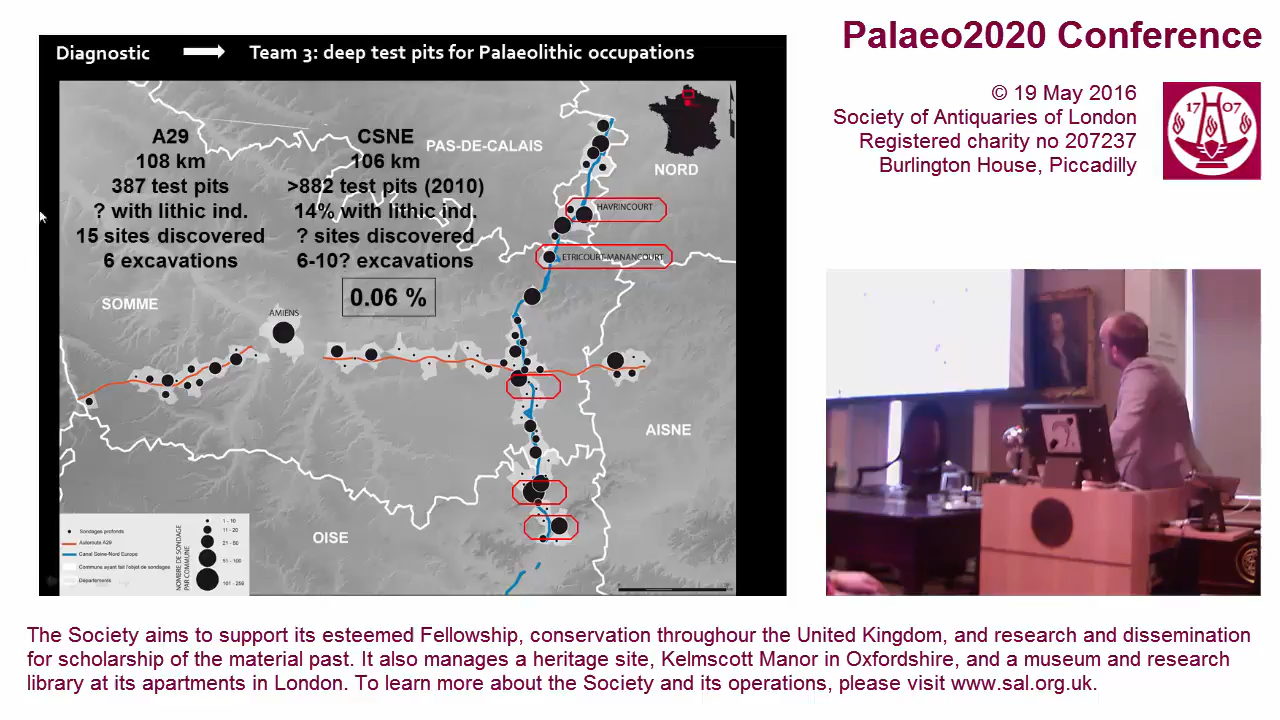 Diagnostic
Team 3: deep test pits for Palaeolithic occupations
A29
108 km
387 test pits
? with lithic ind.
15 sites discovered
6 excavations
CSNE
106 km
>882 test pits (2010)
14% with lithic ind.
? sites discovered
6-10? excavations
0.06 %
PAS-DE-CALAIS
NORD
HAVRINCOURT
ETRICOURT-MANANCOURT
SOMME
AMIENS
AISNE
OISE
Sondages profonds
Autoroute A29
Canal Seine-Nord Europe
Communs ayant fait l'objet de sondages
Départements
NOMBRE DE SONDAGE
PAR COMMUNE
1 - 10
11 - 20
21 - 50
51 - 100
Palaeo2020 Conference
© 19 May 2016
Society of Antiquaries of London
Registered charity no 207237
Burlington House, Piccadilly
17 07
The Society aims to support its esteemed Fellowship, conservation throughour the United Kingdom, and research and dissemination
for scholarship of the material past. It also manages a heritage site, Kelmscott Manor in Oxfordshire, and a museum and research
library at its apartments in London. To learn more about the Society and its operations, please visit www.sal.org.uk.